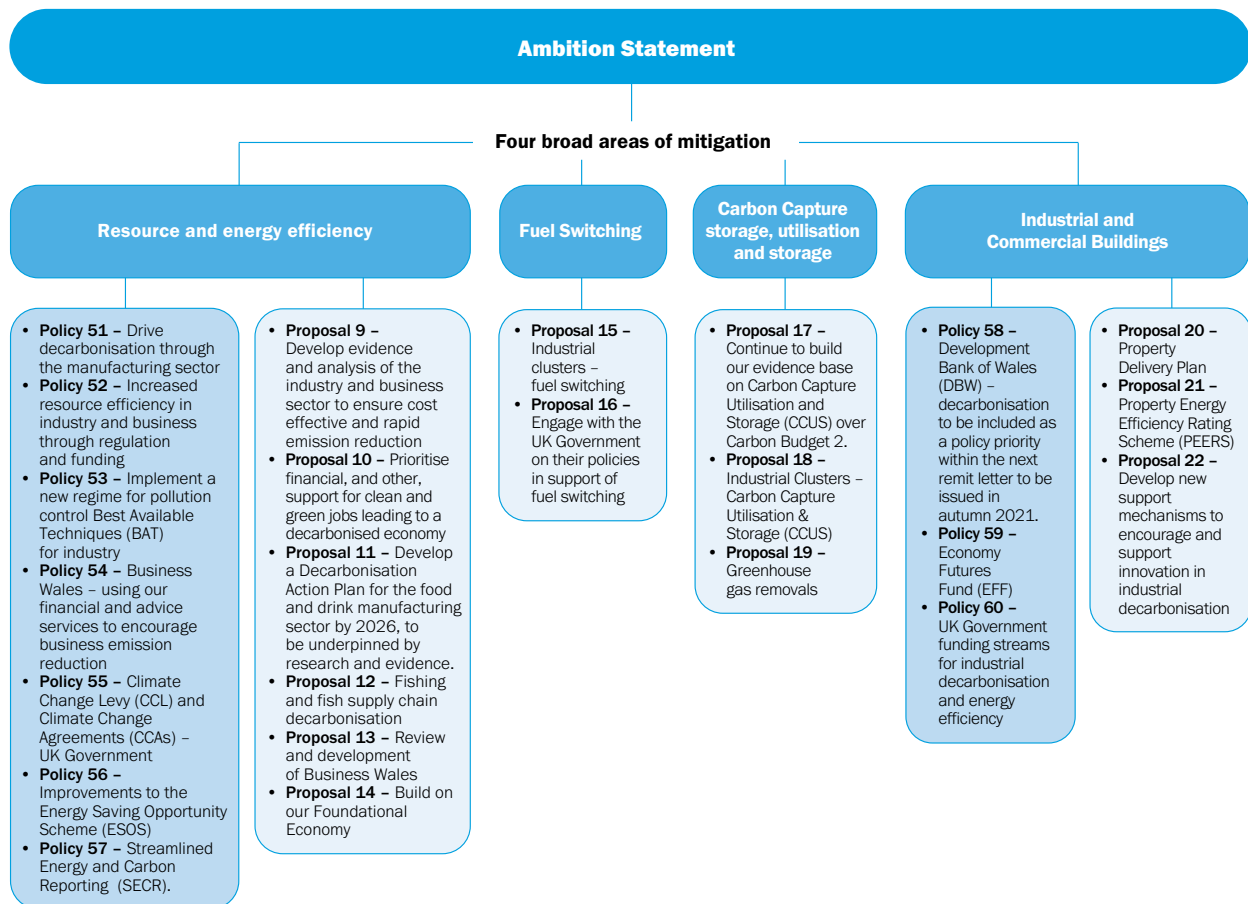 Ambition Statement
Four broad areas of mitigation
Resource and energy efficiency
• Policy 51 – Drive
decarbonisation through
the manufacturing sector
• Policy 52 – Increased
resource efficiency in
industry and business
through regulation
and funding
• Policy 53 – Implement a
new regime for pollution
control Best Available
Techniques (BAT)
for industry
• Policy 54 – Business
Wales – using our
financial and advice
services to encourage
business emission
reduction
• Policy 55 – Climate
Change Levy (CCL) and
Climate Change
Agreements (CCAs) –
UK Government
• Policy 56 –
Improvements to the
Energy Saving Opportunity
Scheme (ESOS)
• Policy 57 – Streamlined
Energy and Carbon
Reporting (SECR).
• Proposal 9 –
Develop evidence
and analysis of the
industry and business
sector to ensure cost
effective and rapid
emission reduction
• Proposal 10 – Prioritise
financial, and other,
support for clean and
green jobs leading to a
decarbonised economy
• Proposal 11 – Develop
a Decarbonisation
Action Plan for the food
and drink manufacturing
sector by 2026, to
be underpinned by
research and evidence.
• Proposal 12 – Fishing
and fish supply chain
decarbonisation
• Proposal 13 – Review
and development
of Business Wales
• Proposal 14 – Build on
our Foundational
Economy
Fuel Switching
• Proposal 15 –
Industrial
clusters –
fuel switching
• Proposal 16 –
Engage with the
UK Government
on their policies
in support of
fuel switching
Carbon Capture
storage, utilisation
and storage
• Proposal 17 –
Continue to build
our evidence base
on Carbon Capture
Utilisation and
Storage (CCUS) over
Carbon Budget 2.
• Proposal 18 –
Industrial Clusters –
Carbon Capture
Utilisation &
Storage (CCUS)
• Proposal 19 –
Greenhouse
gas removals
Industrial and
Commercial Buildings
• Policy 58 –
Development
Bank of Wales
(DBW) –
decarbonisation
to be included as
a policy priority
within the next
remit letter to be
issued in
autumn 2021.
• Policy 59 –
Economy
Futures
Fund (EFF)
• Policy 60 –
UK Government
funding streams
for industrial
decarbonisation
and energy
efficiency
• Proposal 20 –
Property
Delivery Plan
• Proposal 21 –
Property Energy
Efficiency Rating
Scheme (PEERS)
• Proposal 22 –
Develop new
support
mechanisms to
encourage and
support
innovation in
industrial
decarbonisation